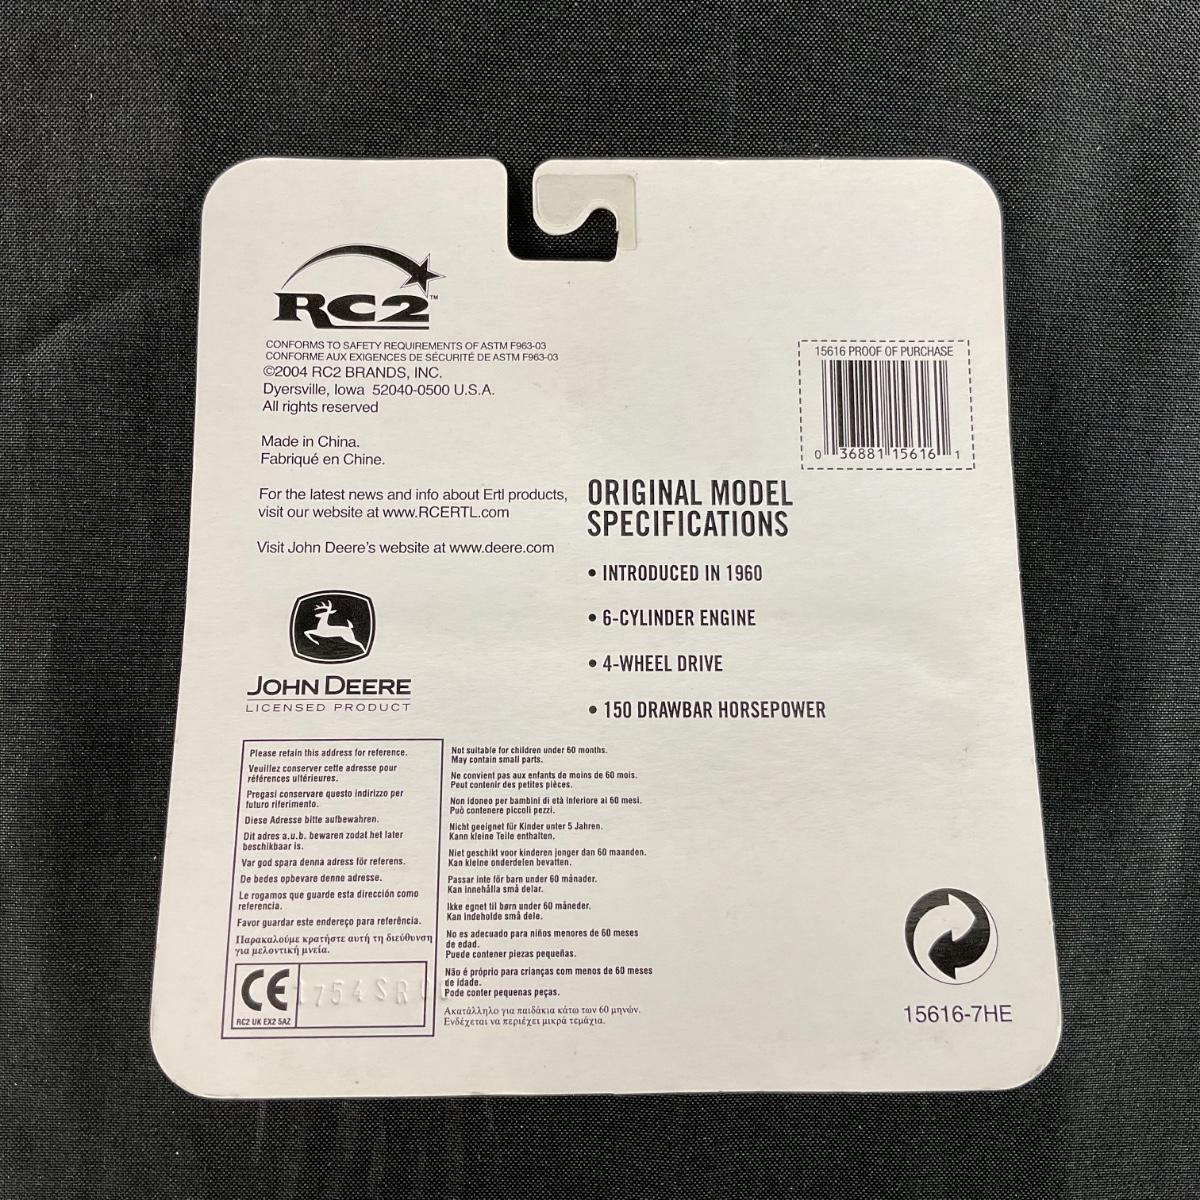 RC2™
CONFORMS TO SAFETY REQUIREMENTS OF ASTM F963-03
CONFORME AUX EXIGENCES DE SÉCURITÉ DE ASTM F963-03
©2004 RC2 BRANDS, INC.
Dyersville, Iowa 52040-0500 U.S.A.
All rights reserved
Made in China.
Fabriqué en Chine.
For the latest news and info about Ertl products,
visit our website at www.RCERTL.com
Visit John Deere's website at www.deere.com
JOHN DEERE
LICENSED PRODUCT
15616 PROOF OF PURCHASE
0 36881 15616 1
ORIGINAL MODEL
SPECIFICATIONS
• INTRODUCED IN 1960
• 6-CYLINDER ENGINE
• 4-WHEEL DRIVE
• 150 DRAWBAR HORSEPOWER
Please retain this address for reference.
Veuillez conserver cette adresse pour
références ultérieures.
Pregasi conservare questo indirizzo per
futuro riferimento.
Diese Adresse bitte aufbewahren.
Dit adres a.u.b. bewaren zodat het later
beschikbaar is.
Var god spara denna adress för referens.
De bedes opbevare denne adresse.
Le rogamos que guarde esta dirección como
referencia.
Favor guardar este endereço para referência.
Παρακαλούμε κρατήστε αυτή τη διεύθυνση
για μελοντική μνεία.
CE
RC2 UK EX2 5AZ
1754 SR
Not suitable for children under 60 months.
May contain small parts.
Ne convient pas aux enfants de moins de 60 mois.
Peut contenir des petites pièces.
Non idoneo per bambini di età inferiore ai 60 mesi.
Può contenere piccoli pezzi.
Nicht geeignet für Kinder unter 5 Jahren.
Kann kleine Teile enthalten.
Niet geschikt voor kinderen jonger dan 60 maanden.
Kan kleine onderdelen bevatten.
Passar inte för barn under 60 månader.
Kan innehålla små delar.
Ikke egnet til børn under 60 måneder.
Kan indeholde små dele.
No es adecuado para niños menores de 60 meses
de edad.
Puede contener piezas pequeñas.
Não é próprio para crianças com menos de 60 meses
de idade.
Pode conter pequenas peças.
Ακατάλληλο για παιδάκια κάτω των 60 μηνών.
Ενδέχεται να περιέχει μικρά τεμάχια.
15616-7HE